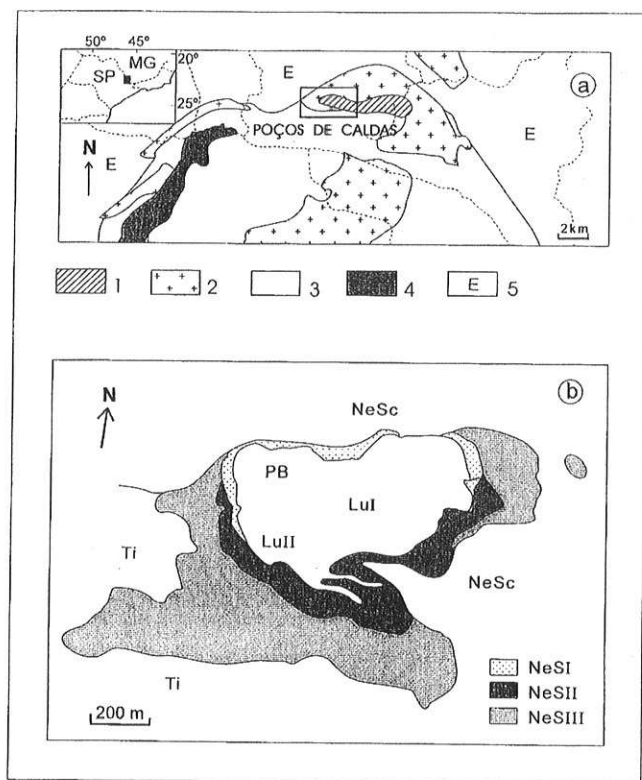 50° 45°
MG 20°
SP
25°
E
a
POÇOS DE CALDAS
N
E
E
2km
1 2 3 4 E 5
b
N
NeSc
PB
LuI
LuII
Ti
NeSc
NeSI
NeSII
Ti
NeSIII
200 m